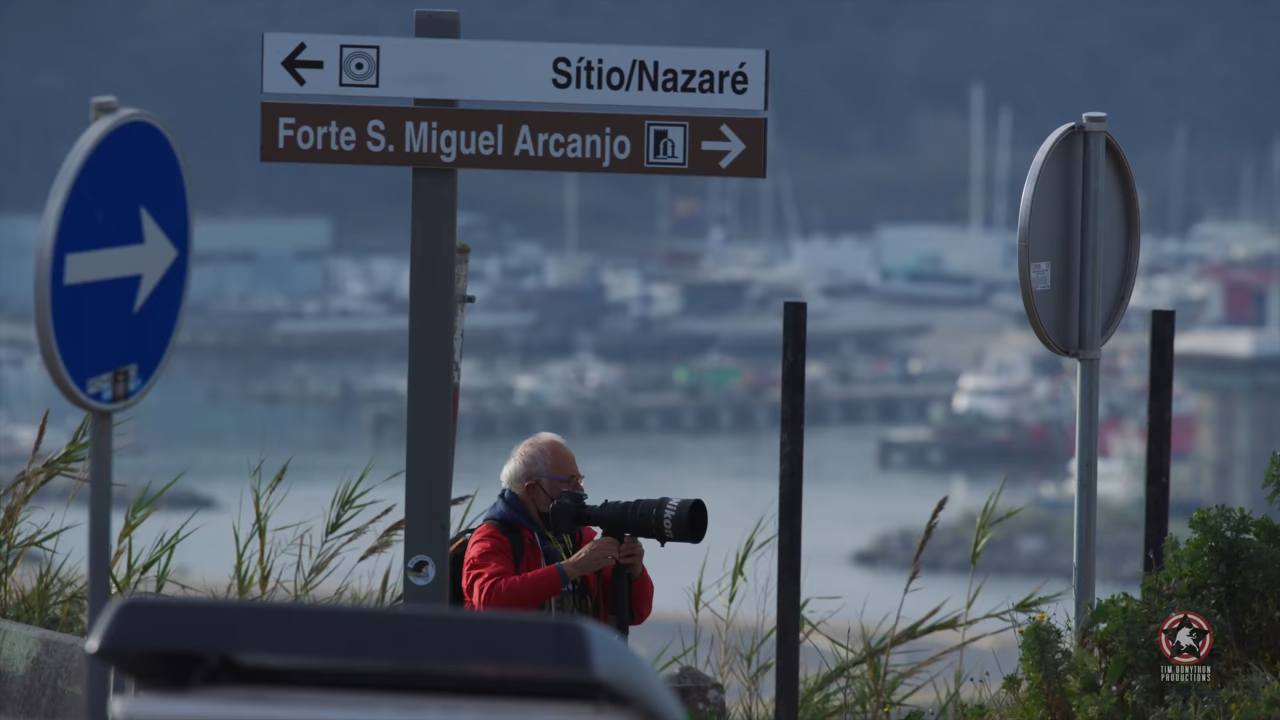 Sítio/Nazaré
Forte S. Miguel Arcanjo
Nikon
TIM BONYTHON
PRODUCTIONS